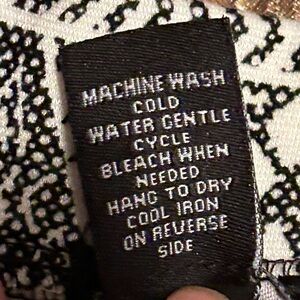 MACHINE WASH
COLD
WATER GENTLE
CYCLE
BLEACH WHEN
NEEDED
HANG TO DRY
COOL IRON
ON REVERSE
SIDE